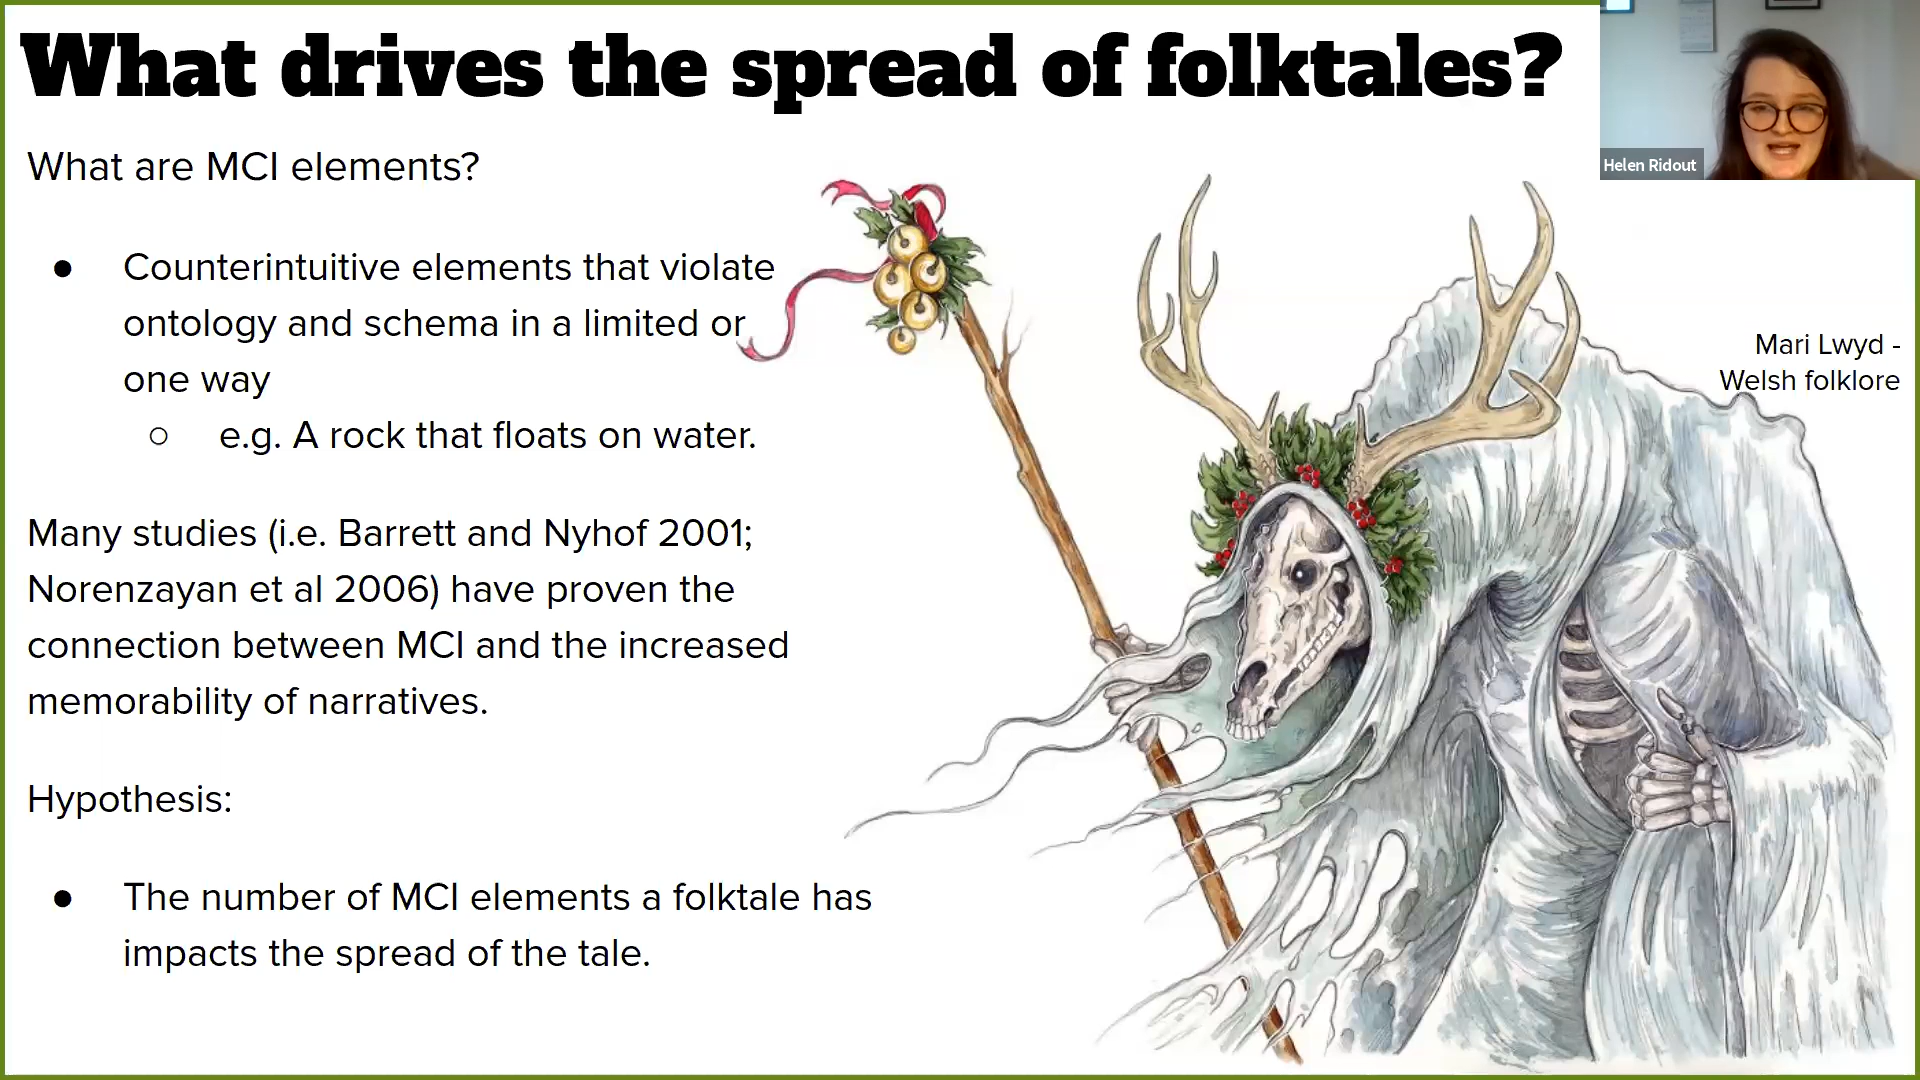 What drives the spread of folktales?
Helen Ridout
What are MCI elements?
● Counterintuitive elements that violate
ontology and schema in a limited or
one way
○ e.g. A rock that floats on water.
Many studies (i.e. Barrett and Nyhof 2001;
Norenzayan et al 2006) have proven the
connection between MCI and the increased
memorability of narratives.
Hypothesis:
● The number of MCI elements a folktale has
impacts the spread of the tale.
Mari Lwyd -
Welsh folklore